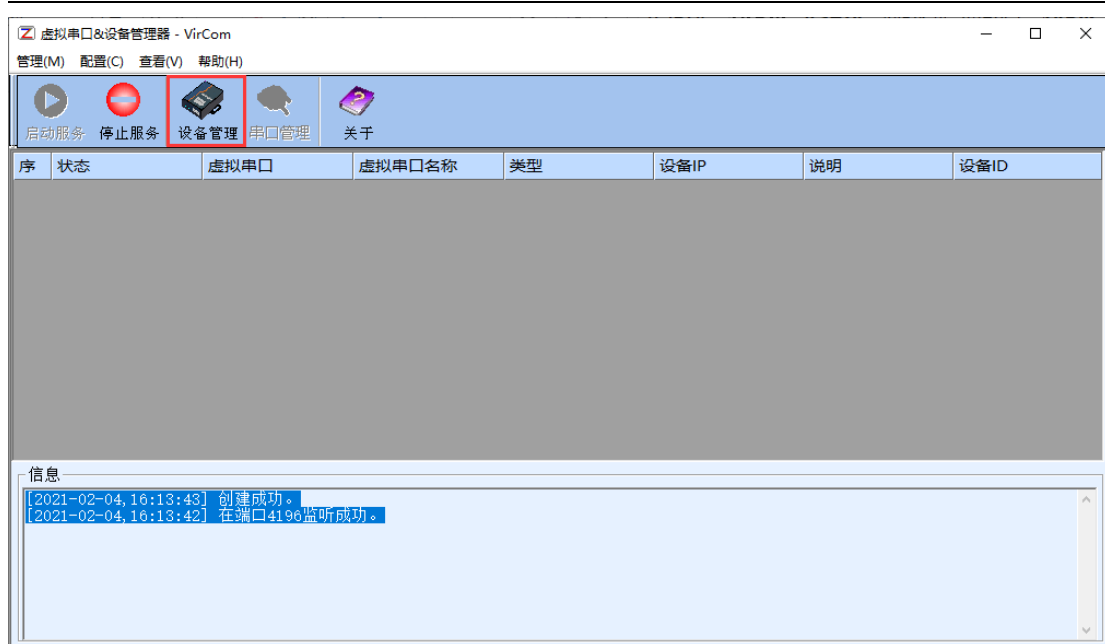 虚拟串口&设备管理器 - VirCom
管理(M) 配置(C) 查看(V) 帮助(H)
启动服务 停止服务 设备管理 串口管理 关于
序 状态 虚拟串口 虚拟串口名称 类型 设备IP 说明 设备ID
信息
[2021-02-04,16:13:43] 创建成功。
[2021-02-04,16:13:42] 在端口4196监听成功。